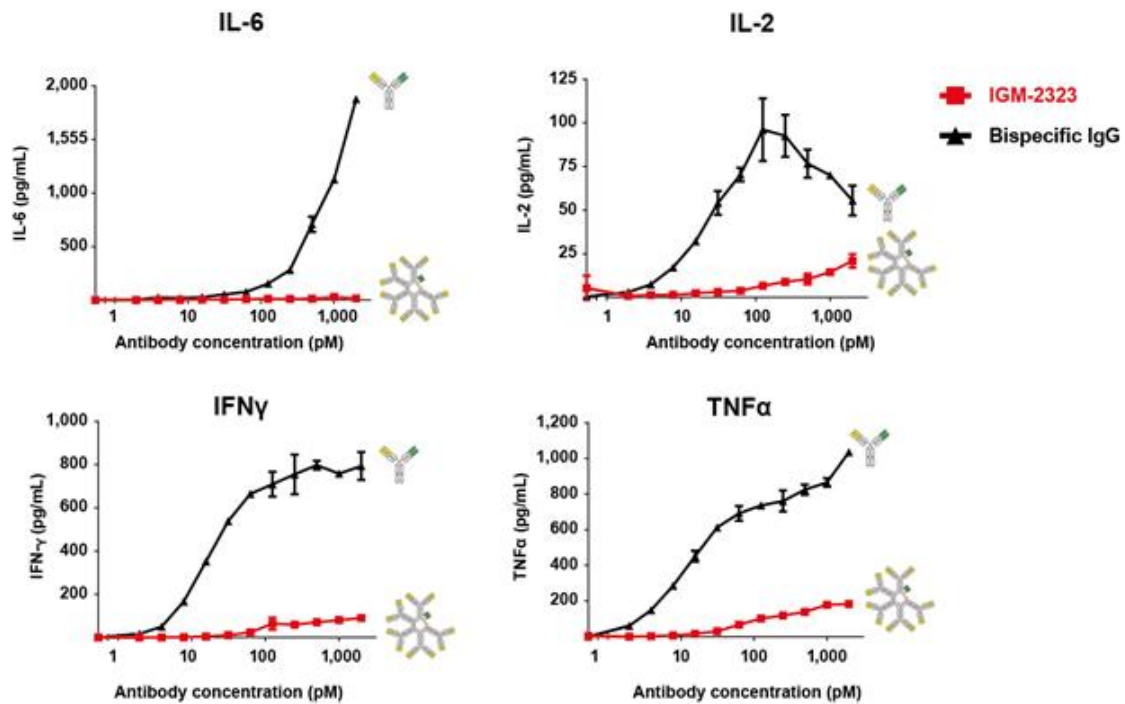 IL-6
IL-6 (pg/mL)
2,000
1,555
1,000
500
1
10
100
1,000
Antibody concentration (pM)
IL-2
IL-2 (pg/mL)
125
100
75
50
25
1
10
100
1,000
Antibody concentration (pM)
IGM-2323
Bispecific IgG
IFNγ
IFN-γ (pg/mL)
1,000
800
600
400
200
1
10
100
1,000
Antibody concentration (pM)
TNFα
TNFα (pg/mL)
1,200
1,000
800
600
400
200
1
10
100
1,000
Antibody concentration (pM)